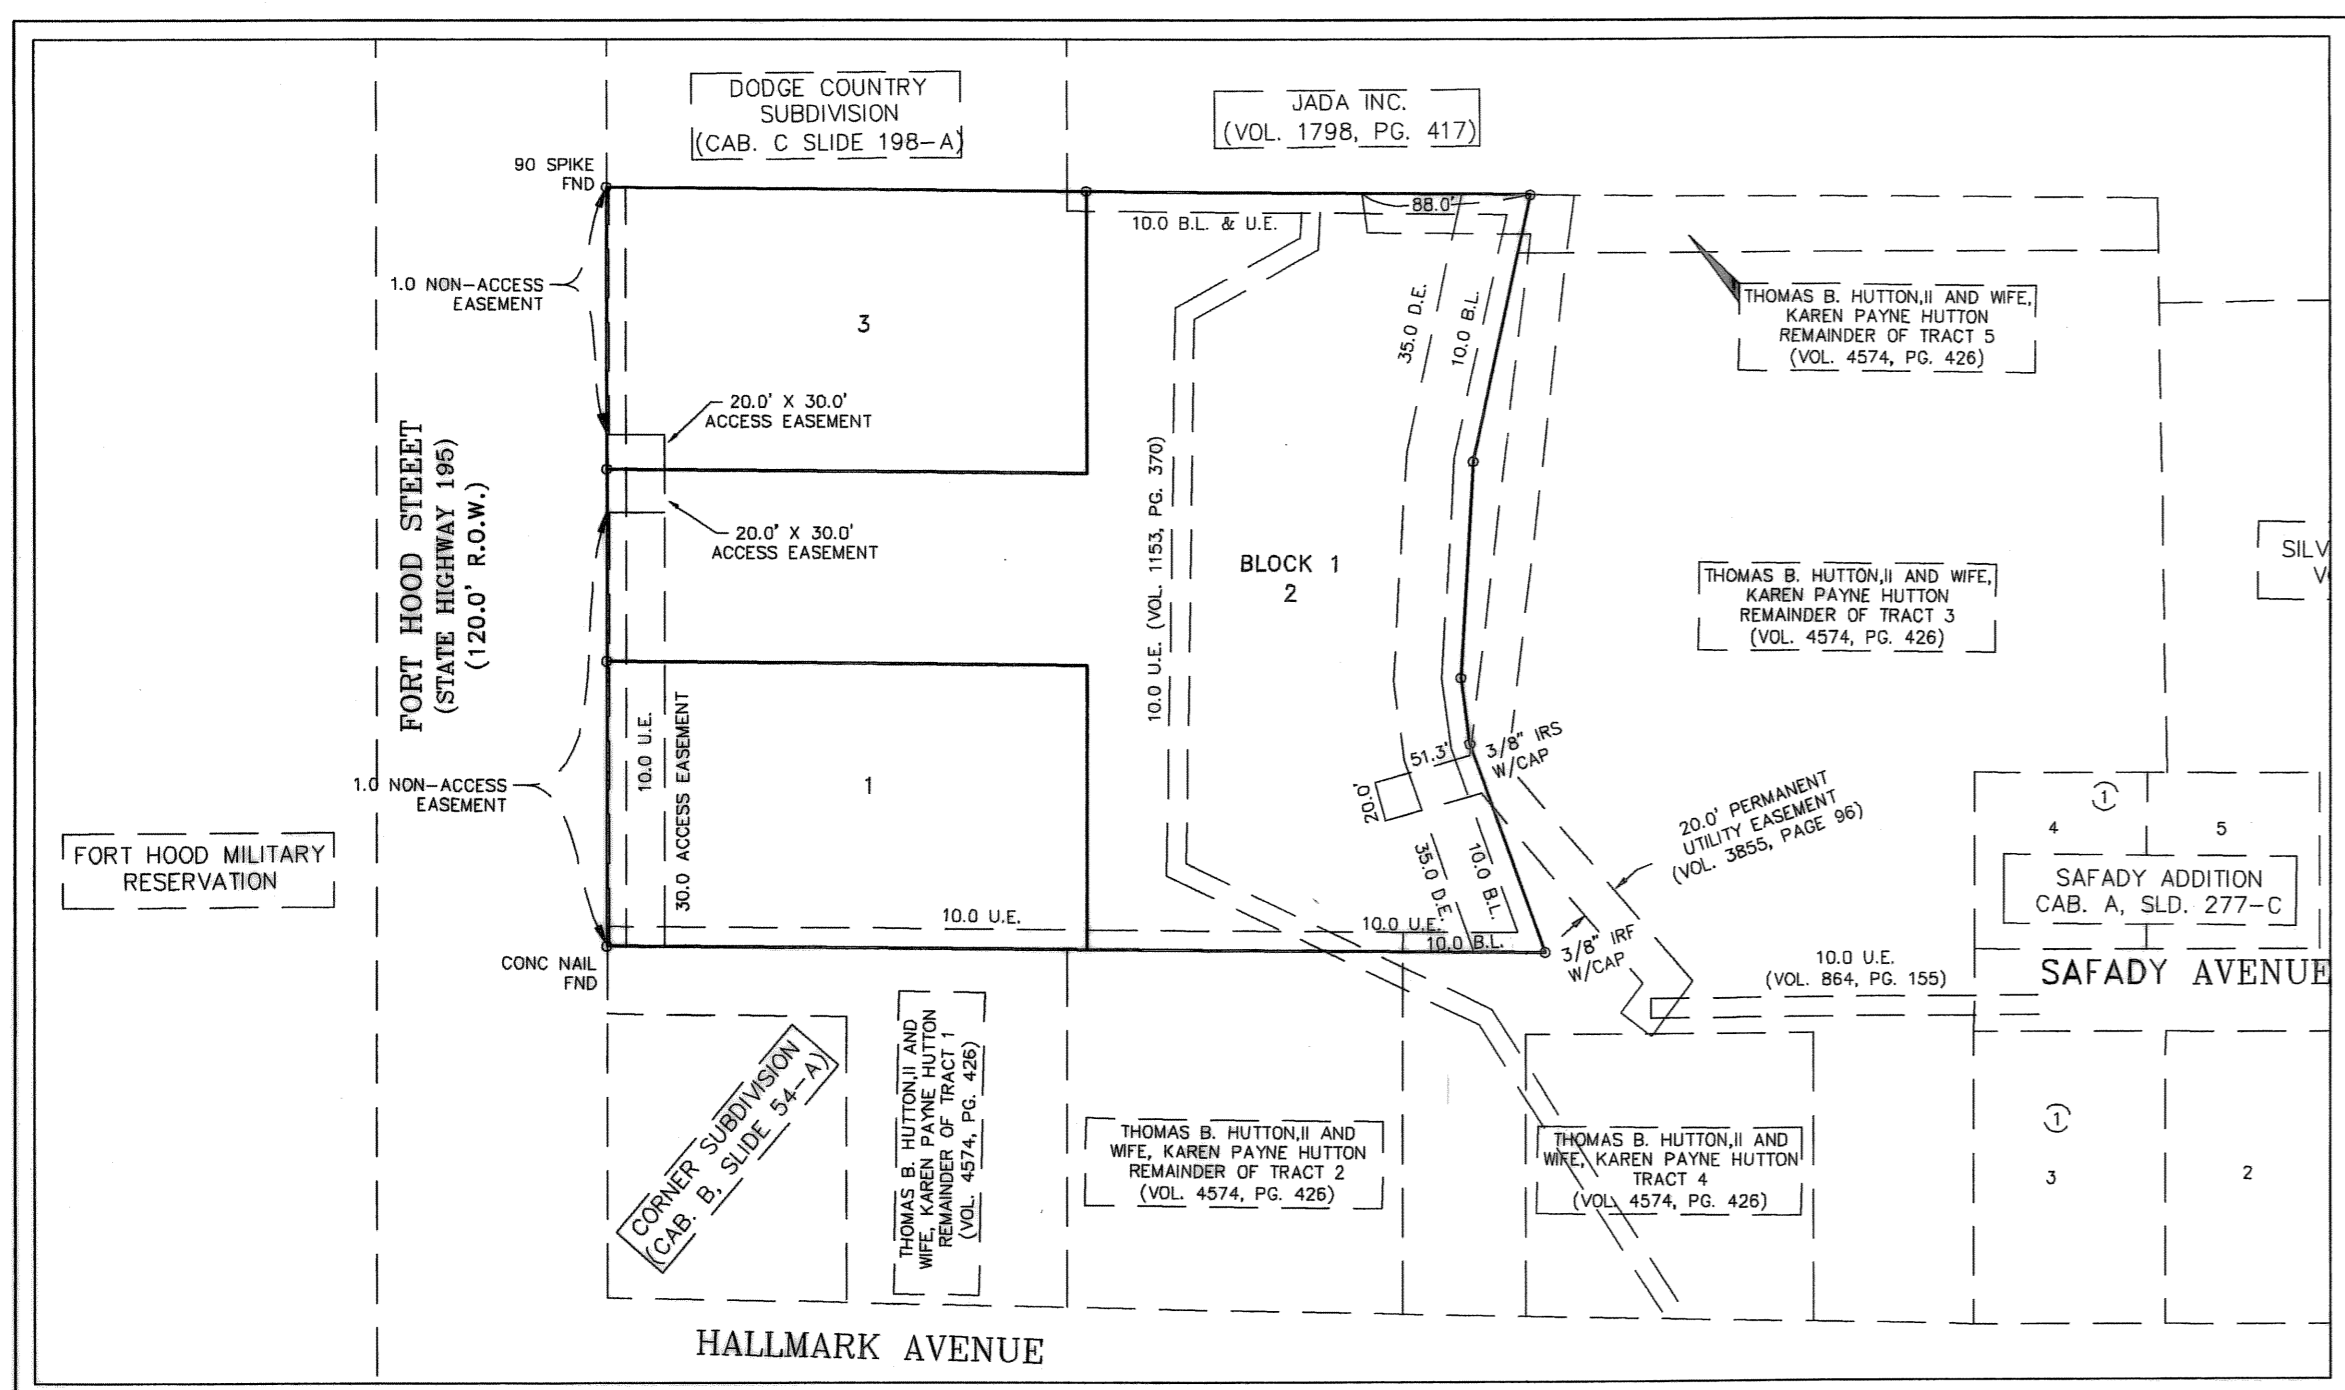 DODGE COUNTRY
SUBDIVISION
(CAB. C SLIDE 198-A)
JADA INC.
(VOL. 1798, PG. 417)
90 SPIKE
FND
88.0'
10.0 B.L. & U.E.
1.0 NON-ACCESS
EASEMENT
3
35.0 D.E.
10.0 B.L.
THOMAS B. HUTTON,II AND WIFE,
KAREN PAYNE HUTTON
REMAINDER OF TRACT 5
(VOL. 4574, PG. 426)
20.0' X 30.0'
ACCESS EASEMENT
FORT HOOD STEEET
(STATE HIGHWAY 195)
(120.0' R.O.W.)
20.0' X 30.0'
ACCESS EASEMENT
10.0 U.E. (VOL. 1153, PG. 370)
BLOCK 1
2
THOMAS B. HUTTON,II AND WIFE,
KAREN PAYNE HUTTON
REMAINDER OF TRACT 3
(VOL. 4574, PG. 426)
SILV
V
10.0 U.E.
30.0 ACCESS EASEMENT
1.0 NON-ACCESS
EASEMENT
1
51.3'
20.0'
3/8" IRS
W/CAP
20.0' PERMANENT
UTILITY EASEMENT
(VOL. 3855, PAGE 96)
1
4
5
SAFADY ADDITION
CAB. A, SLD. 277-C
FORT HOOD MILITARY
RESERVATION
35.0 D.E.
10.0 B.L.
10.0 U.E.
10.0 U.E.
10.0 B.L.
3/8" IRF
W/CAP
CONC NAIL
FND
10.0 U.E.
(VOL. 864, PG. 155)
SAFADY AVENUE
CORNER SUBDIVISION
(CAB. B, SLIDE 54-A)
THOMAS B. HUTTON,II AND
WIFE, KAREN PAYNE HUTTON
REMAINDER OF TRACT 1
(VOL. 4574, PG. 426)
THOMAS B. HUTTON,II AND
WIFE, KAREN PAYNE HUTTON
REMAINDER OF TRACT 2
(VOL. 4574, PG. 426)
THOMAS B. HUTTON,II AND
WIFE, KAREN PAYNE HUTTON
TRACT 4
(VOL. 4574, PG. 426)
1
3
2
HALLMARK AVENUE